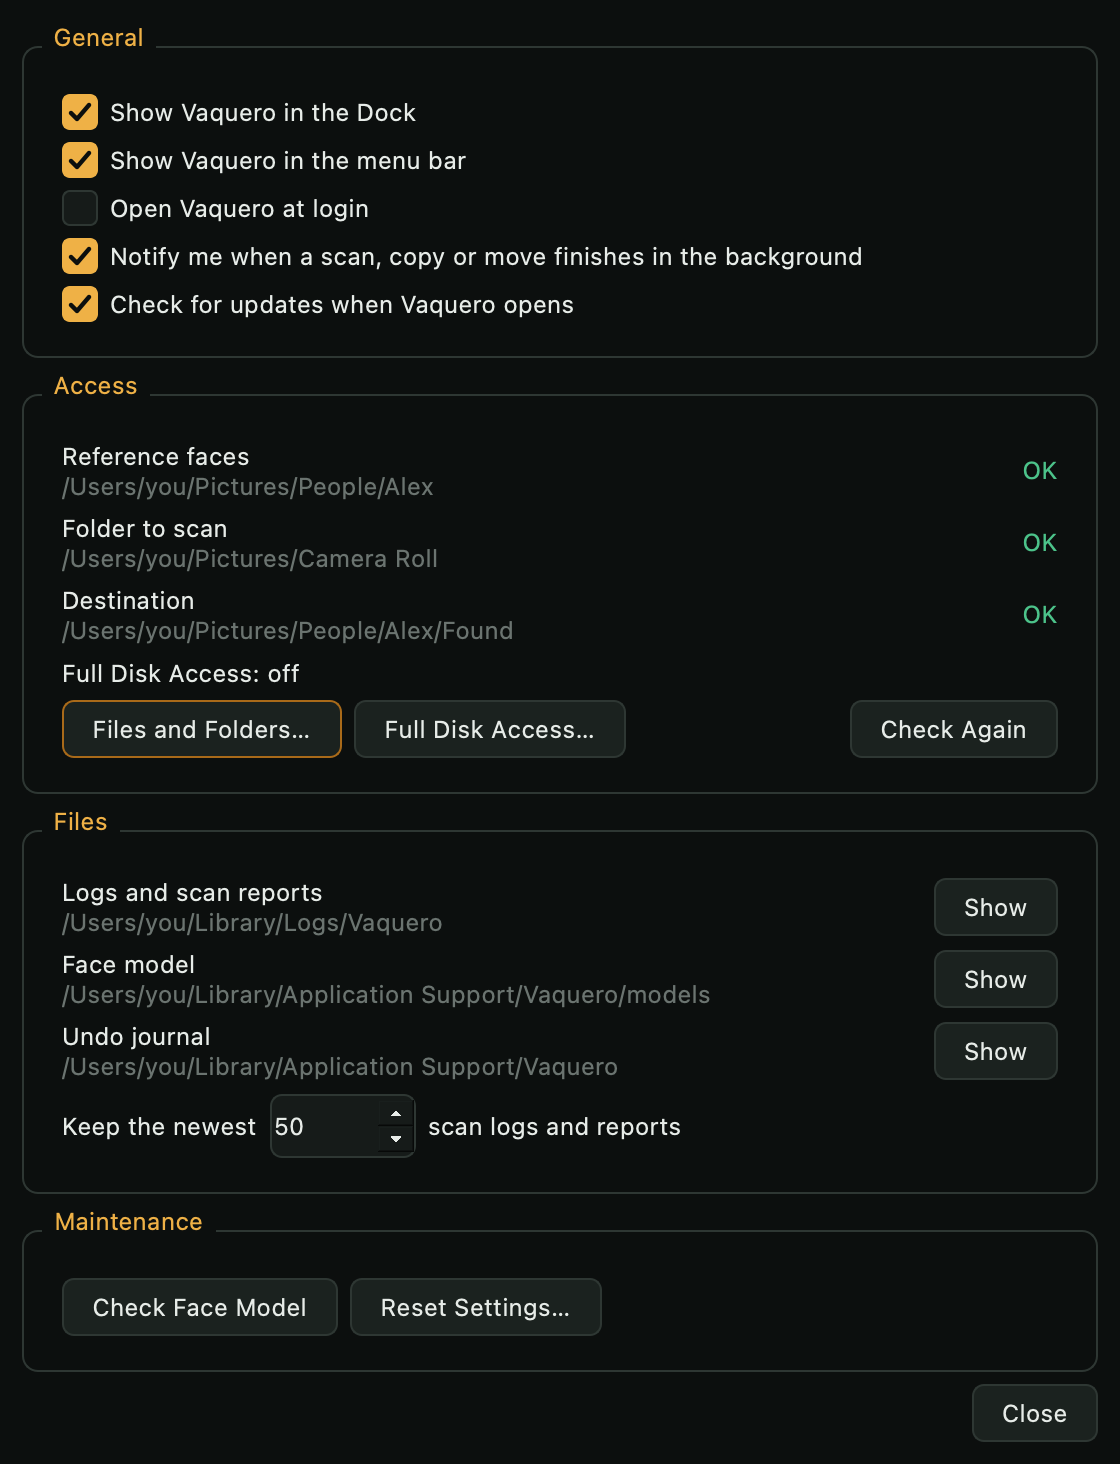 General
Show Vaquero in the Dock
Show Vaquero in the menu bar
Open Vaquero at login
Notify me when a scan, copy or move finishes in the background
Check for updates when Vaquero opens
Access
Reference faces
/Users/you/Pictures/People/Alex
OK
Folder to scan
/Users/you/Pictures/Camera Roll
OK
Destination
/Users/you/Pictures/People/Alex/Found
OK
Full Disk Access: off
Files and Folders... Full Disk Access... Check Again
Files
Logs and scan reports
/Users/you/Library/Logs/Vaquero
Show
Face model
/Users/you/Library/Application Support/Vaquero/models
Show
Undo journal
/Users/you/Library/Application Support/Vaquero
Show
Keep the newest 50 scan logs and reports
Maintenance
Check Face Model Reset Settings...
Close